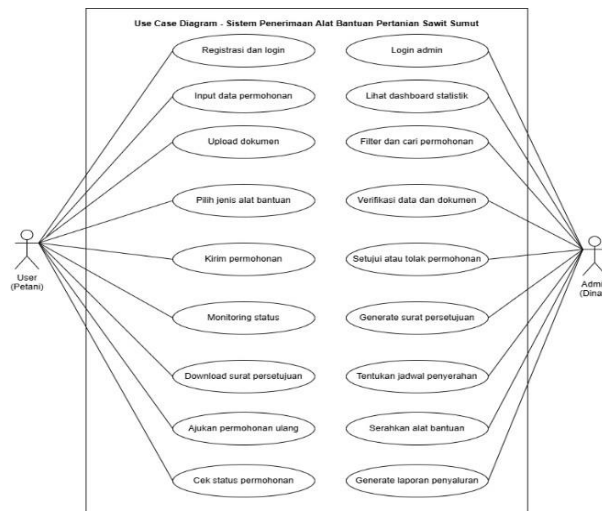 Use Case Diagram - Sistem Penerimaan Alat Bantuan Pertanian Sawit Sumut
Registrasi dan login
Login admin
Input data permohonan
Lihat dashboard statistik
Upload dokumen
Filter dan cari permohonan
Pilih jenis alat bantuan
Verifikasi data dan dokumen
Kirim permohonan
Setujui atau tolak permohonan
User
(Petani)
Admi
(Dina
Monitoring status
Generate surat persetujuan
Download surat persetujuan
Tentukan jadwal penyerahan
Ajukan permohonan ulang
Serahkan alat bantuan
Cek status permohonan
Generate laporan penyaluran